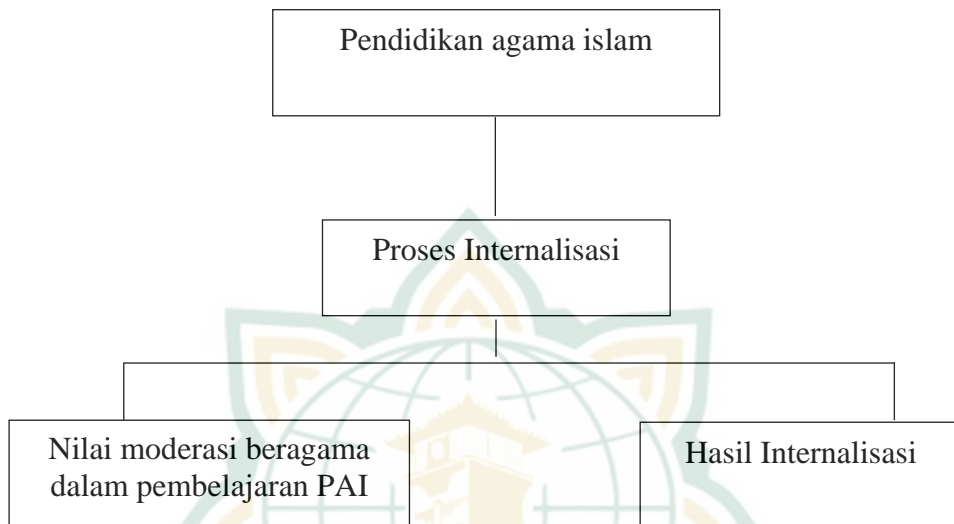 Pendidikan agama islam
Proses Internalisasi
Nilai moderasi beragama
dalam pembelajaran PAI
Hasil Internalisasi